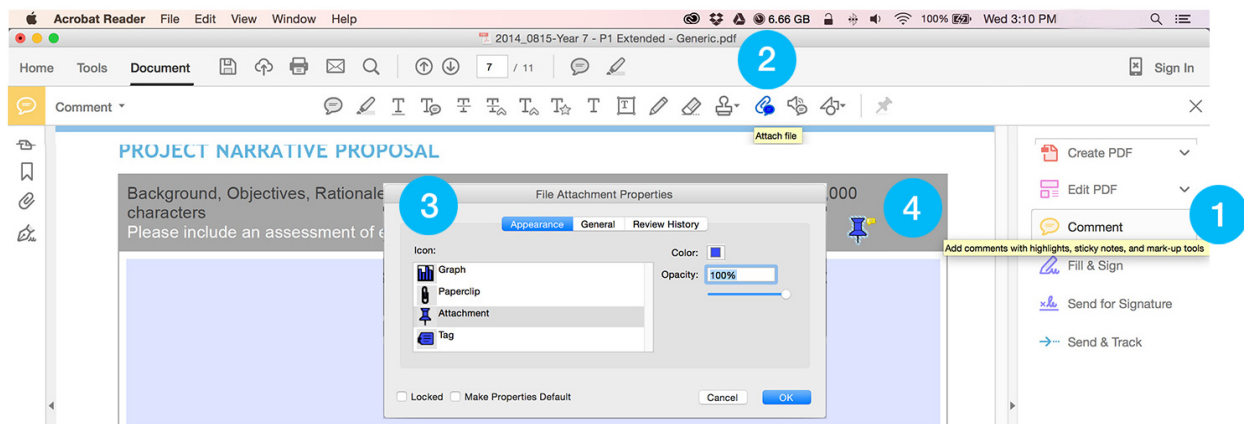 Acrobat Reader File Edit View Window Help 6.66 GB 100% Wed 3:10 PM
2014_0815-Year 7 - P1 Extended - Generic.pdf
Home Tools Document 7 / 11 Sign In
2
Comment
Attach file
PROJECT NARRATIVE PROPOSAL
Background, Objectives, Rationale ,000
characters
Please include an assessment of
3
File Attachment Properties
Appearance General Review History
Icon:
Graph
Paperclip
Attachment
Tag
Color:
Opacity: 100%
Locked Make Properties Default Cancel OK
4
Create PDF
Edit PDF
1
Comment
Add comments with highlights, sticky notes, and mark-up tools
Fill & Sign
Send for Signature
Send & Track